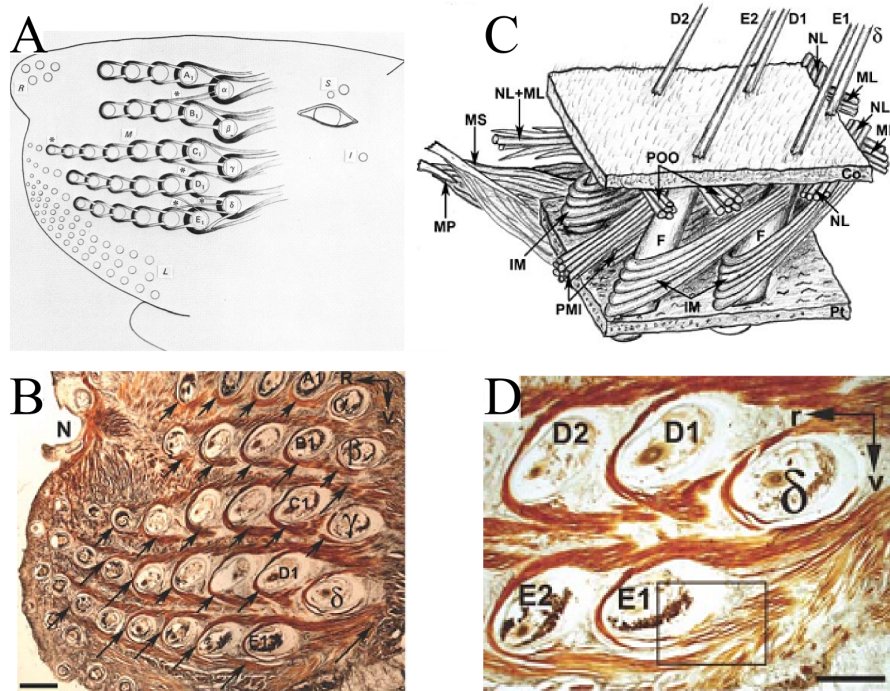 A
R
A1
α
S
*
B1
β
I
*
M
C1
γ
*
D1
*
*
δ
E1
L
C
D2
E2
D1
E1
δ
NL
ML
NL+ML
NL
MS
POO
Co
MP
F
F
NL
IM
PMI
IM
Pt
B
A1
R
V
α
N
B1
β
C1
γ
D1
δ
E1
D
D2
D1
r
V
δ
E2
E1